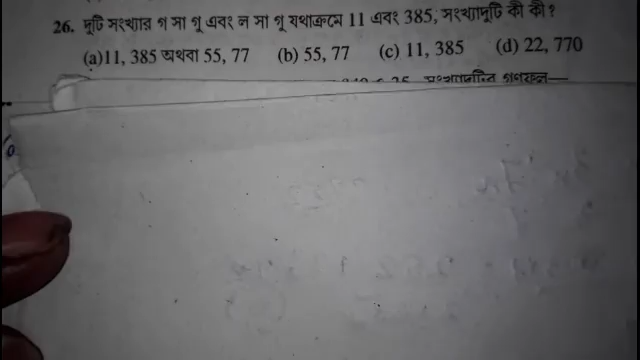 26. দুটি সংখ্যার গ সা গু এবং ল সা গু যথাক্রমে 11 এবং 385, সংখ্যাদুটি কী কী?
(a)11, 385 অথবা 55, 77 (b) 55, 77 (c) 11, 385 (d) 22, 770